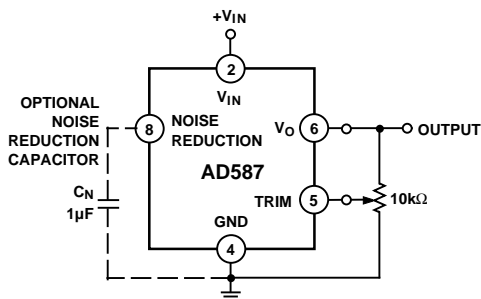 +VIN
2
VIN
OPTIONAL
NOISE
REDUCTION
CAPACITOR
8
NOISE
REDUCTION
VO
6
OUTPUT
AD587
CN
1µF
TRIM
5
10kΩ
GND
4